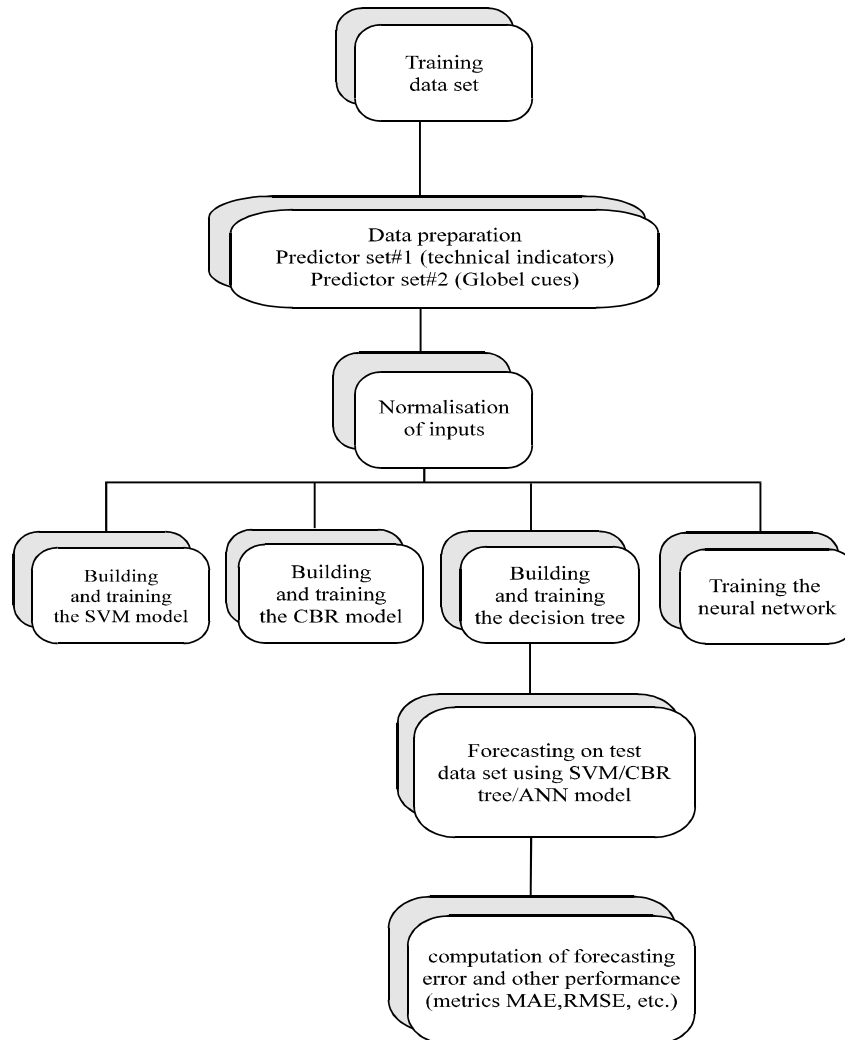 Training
data set
Data preparation
Predictor set#1 (technical indicators)
Predictor set#2 (Globel cues)
Normalisation
of inputs
Building
and training
the SVM model
Building
and training
the CBR model
Building
and training
the decision tree
Training the
neural network
Forecasting on test
data set using SVM/CBR
tree/ANN model
computation of forecasting
error and other performance
(metrics MAE,RMSE, etc.)